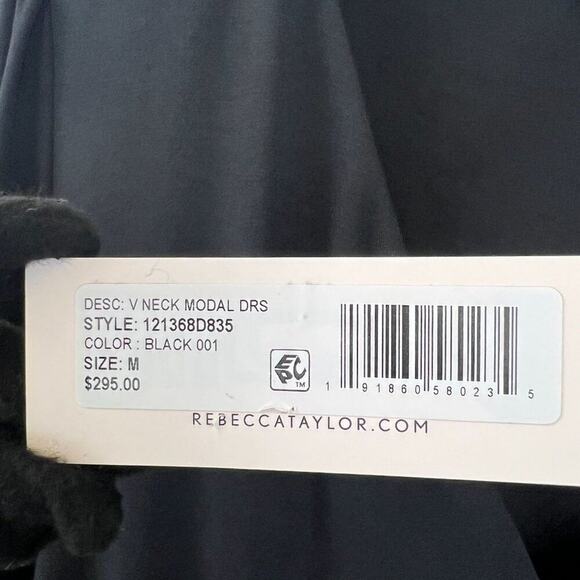 DESC: V NECK MODAL DRS
STYLE: 121368D835
COLOR : BLACK 001
SIZE: M
$295.00
EPC TM
1 91860 58023 5
REBECCATAYLOR.COM